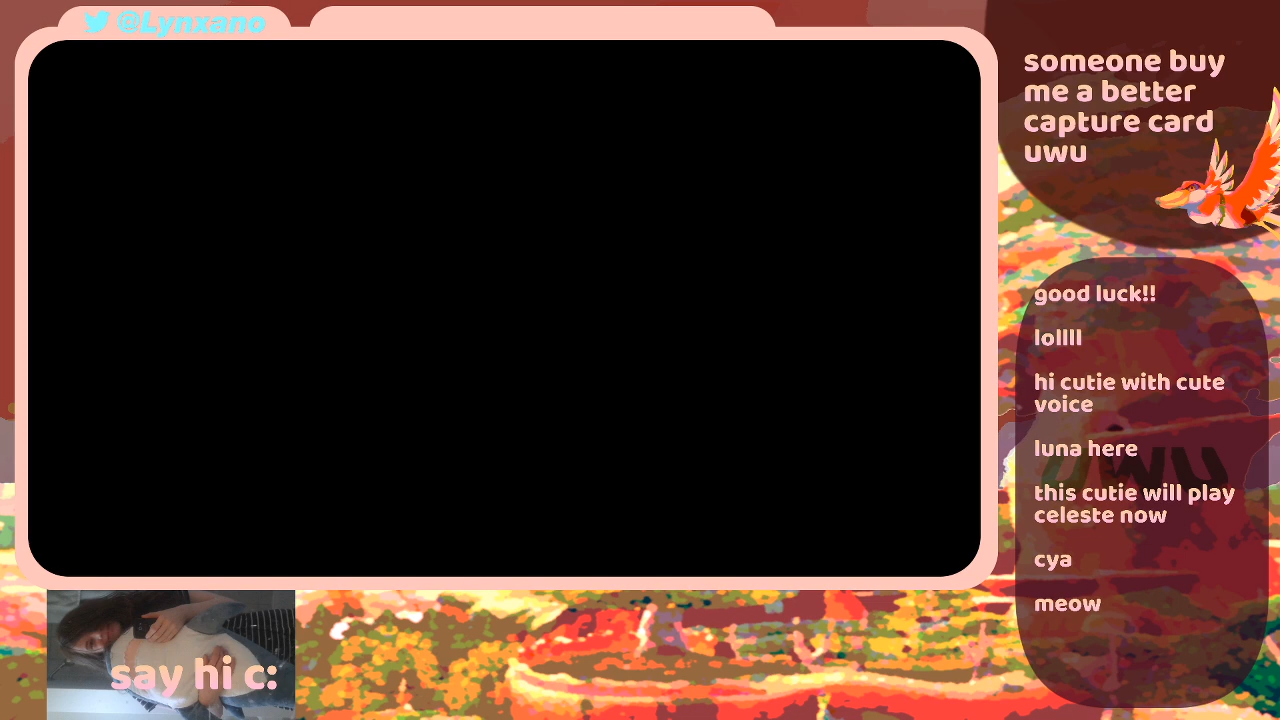 @Lynxano
someone buy
me a better
capture card
uwu
good luck!!
lollll
hi cutie with cute
voice
luna here
uwu
this cutie will play
celeste now
cya
meow
say hi c: